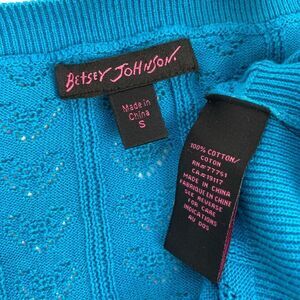 BETSEY JOHNSON.
Made in
China
S
100% COTTON/
COTON
RN# 77751
CA# 19117
MADE IN CHINA
FABRIQUE EN CHINE
SEE REVERSE
FOR CARE
INDICATIONS
AU DOS